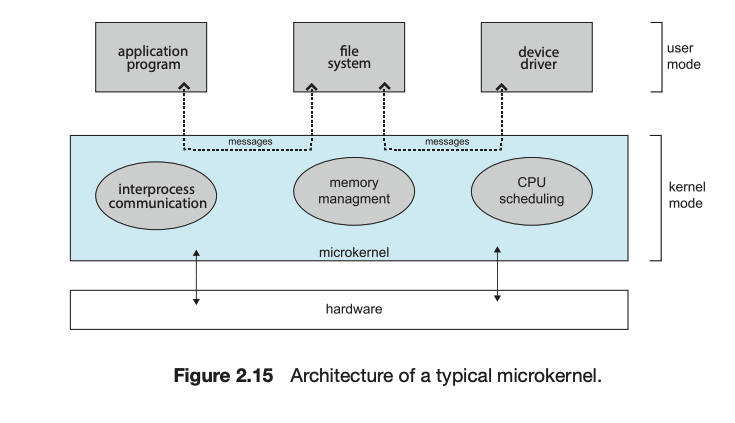 application
program
file
system
device
driver
user
mode
messages
messages
interprocess
communication
memory
managment
CPU
scheduling
kernel
mode
microkernel
hardware
Figure 2.15 Architecture of a typical microkernel.